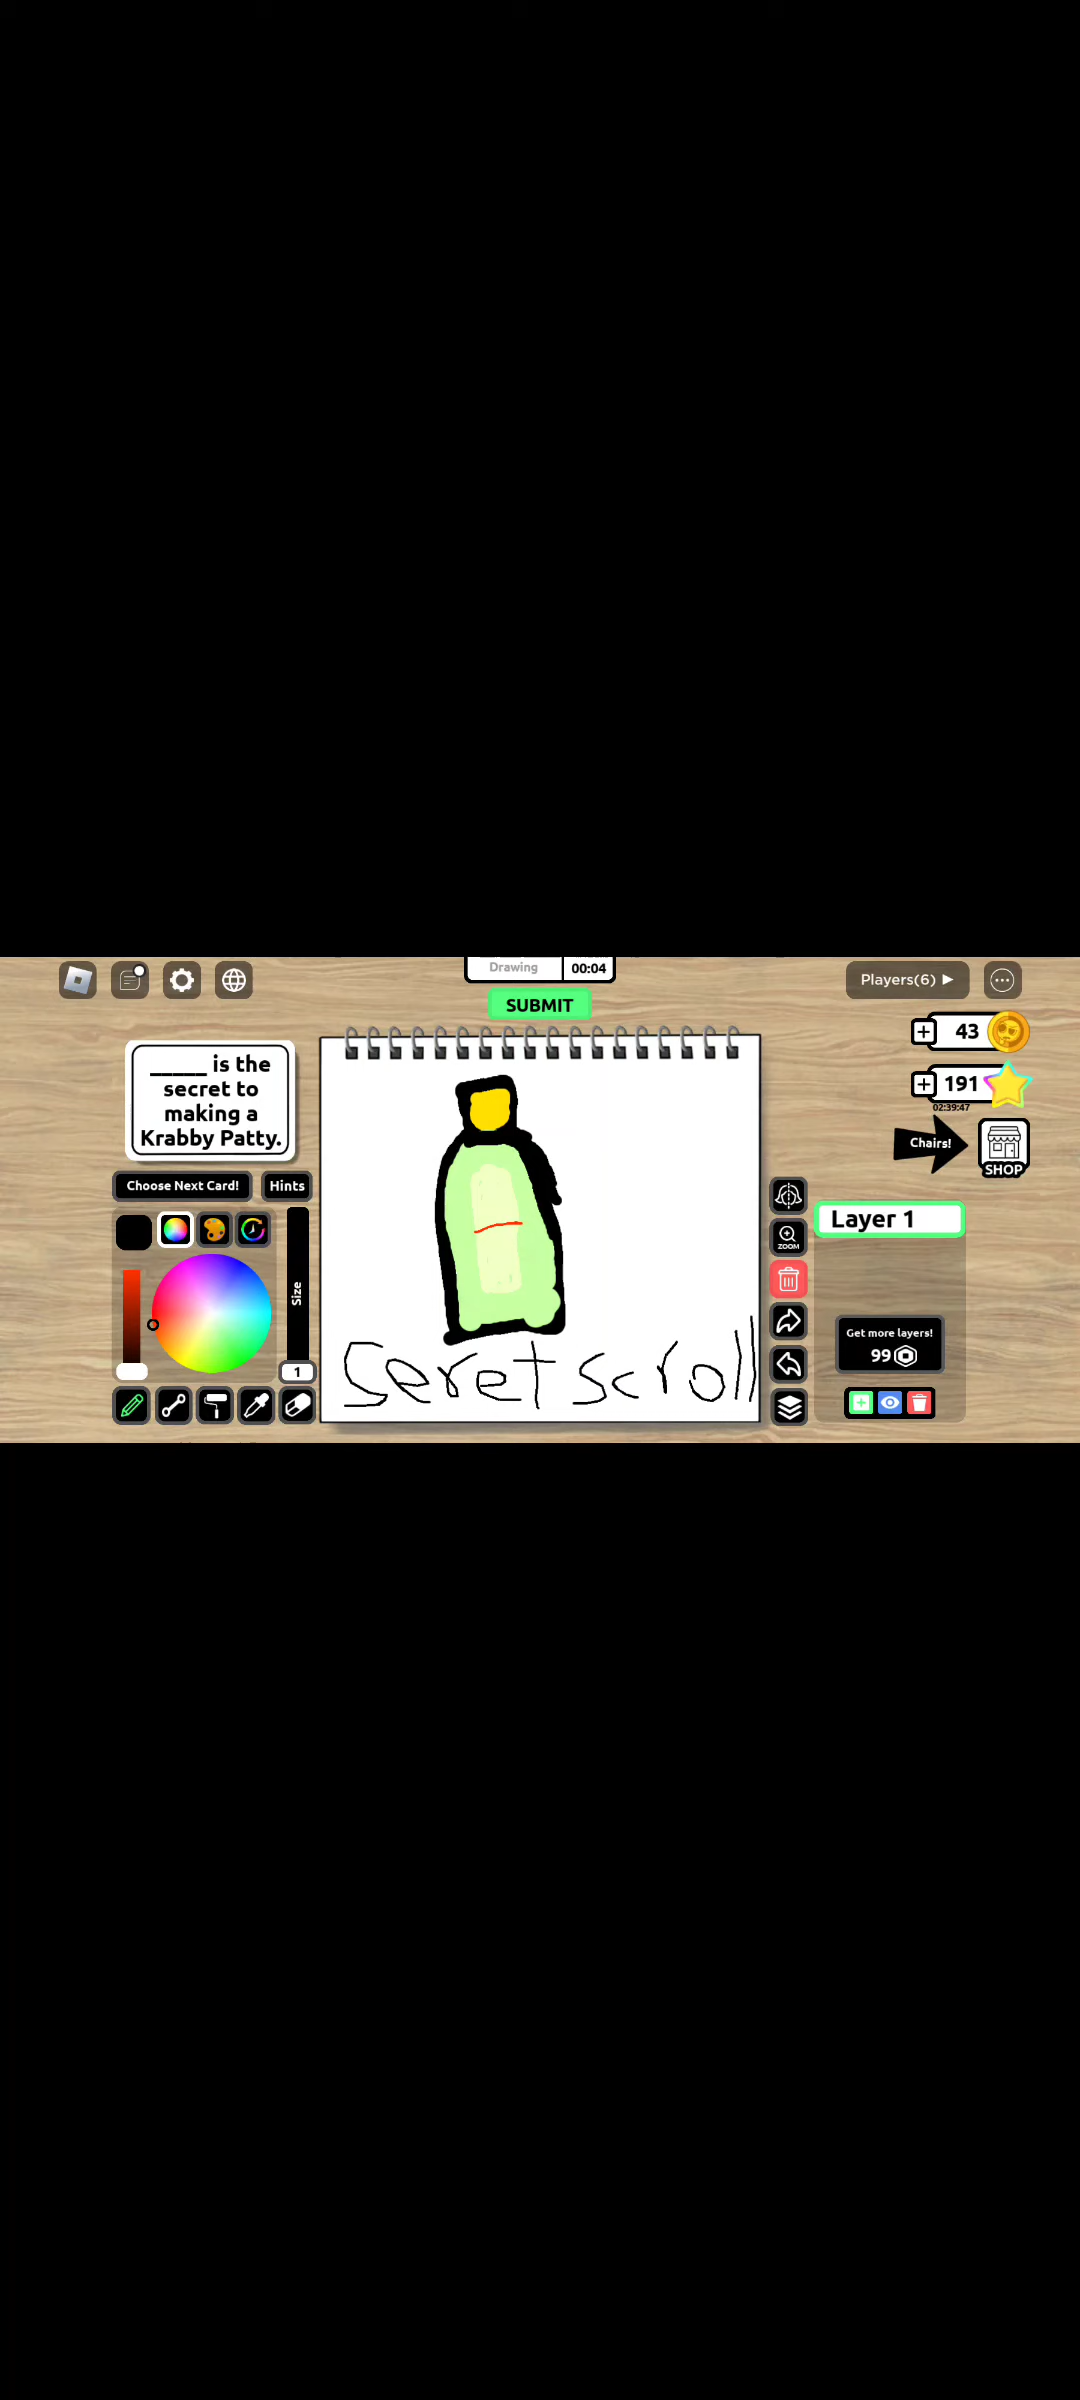 Drawing 00:04
Players(6) ▶
SUBMIT
43
_____ is the
secret to
making a
Krabby Patty.
191
02:39:47
Chairs!
SHOP
Choose Next Card! Hints
Layer 1
ZOOM
Size
Get more layers!
99
1
Seret scroll